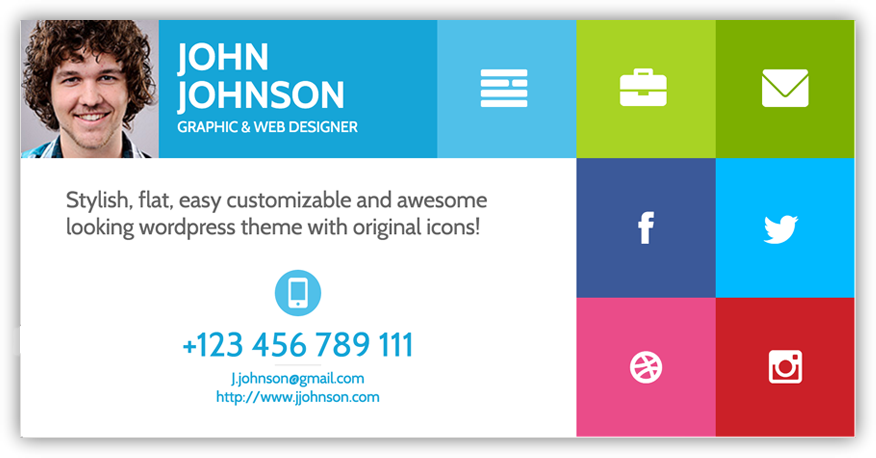 JOHN
JOHNSON
GRAPHIC & WEB DESIGNER
Stylish, flat, easy customizable and awesome
looking wordpress theme with original icons!
+123 456 789 111
J.johnson@gmail.com
http://www.jjohnson.com